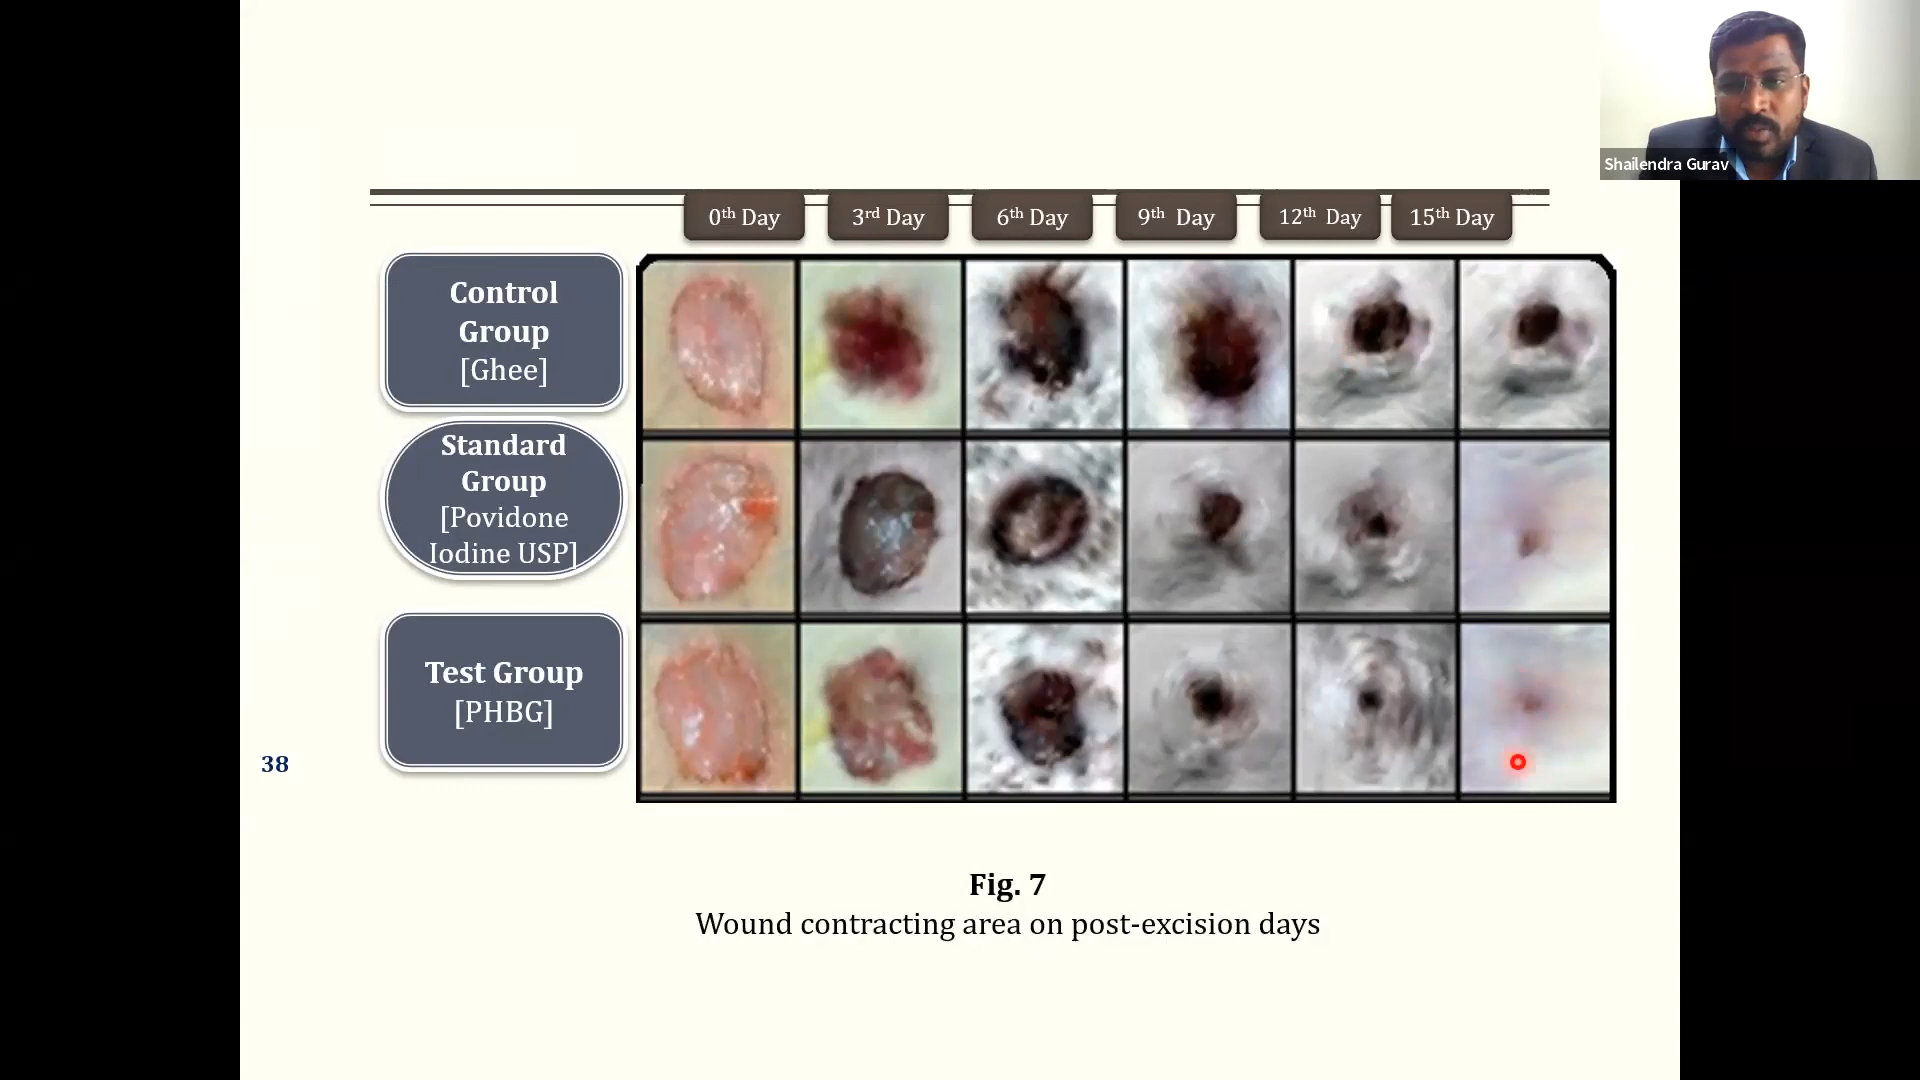 Shailendra Gurav
0th Day 3rd Day 6th Day 9th Day 12th Day 15th Day
Control
Group
[Ghee]
Standard
Group
[Povidone
Iodine USP]
Test Group
[PHBG]
38
Fig. 7
Wound contracting area on post-excision days